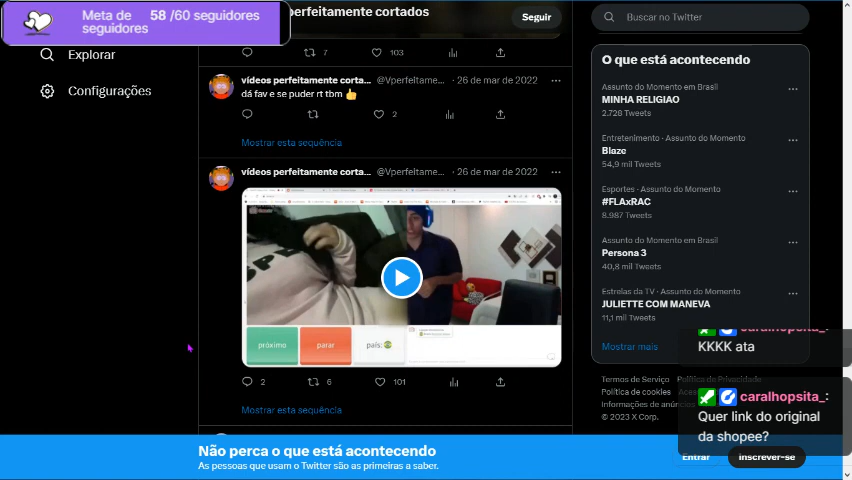 Meta de seguidores
58 /60 seguidores
perfeitamente cortados
Seguir
Buscar no Twitter
Explorar
Configurações
7
103
vídeos perfeitamente corta... @Vperfeitame... · 26 de mar de 2022
dá fav e se puder rt tbm 👍
2
Mostrar esta sequência
vídeos perfeitamente corta... @Vperfeitame... · 26 de mar de 2022
próximo
parar
país:
2
6
101
Mostrar esta sequência
O que está acontecendo
Assunto do Momento em Brasil
MINHA RELIGIAO
2.728 Tweets
Entretenimento · Assunto do Momento
Blaze
54,9 mil Tweets
Esportes · Assunto do Momento
#FLAxRAC
8.987 Tweets
Assunto do Momento em Brasil
Persona 3
40,8 mil Tweets
Estrelas da TV · Assunto do Momento
JULIETTE COM MANEVA
11,1 mil Tweets
Mostrar mais
Termos de Serviço Política de Privacidade
Política de cookies
Informações de anúncios
© 2023 X Corp.
caralhopsita_:
KKKK ata
caralhopsita_:
Quer link do original
da shopee?
Não perca o que está acontecendo
As pessoas que usam o Twitter são as primeiras a saber.
Entrar
Inscrever-se